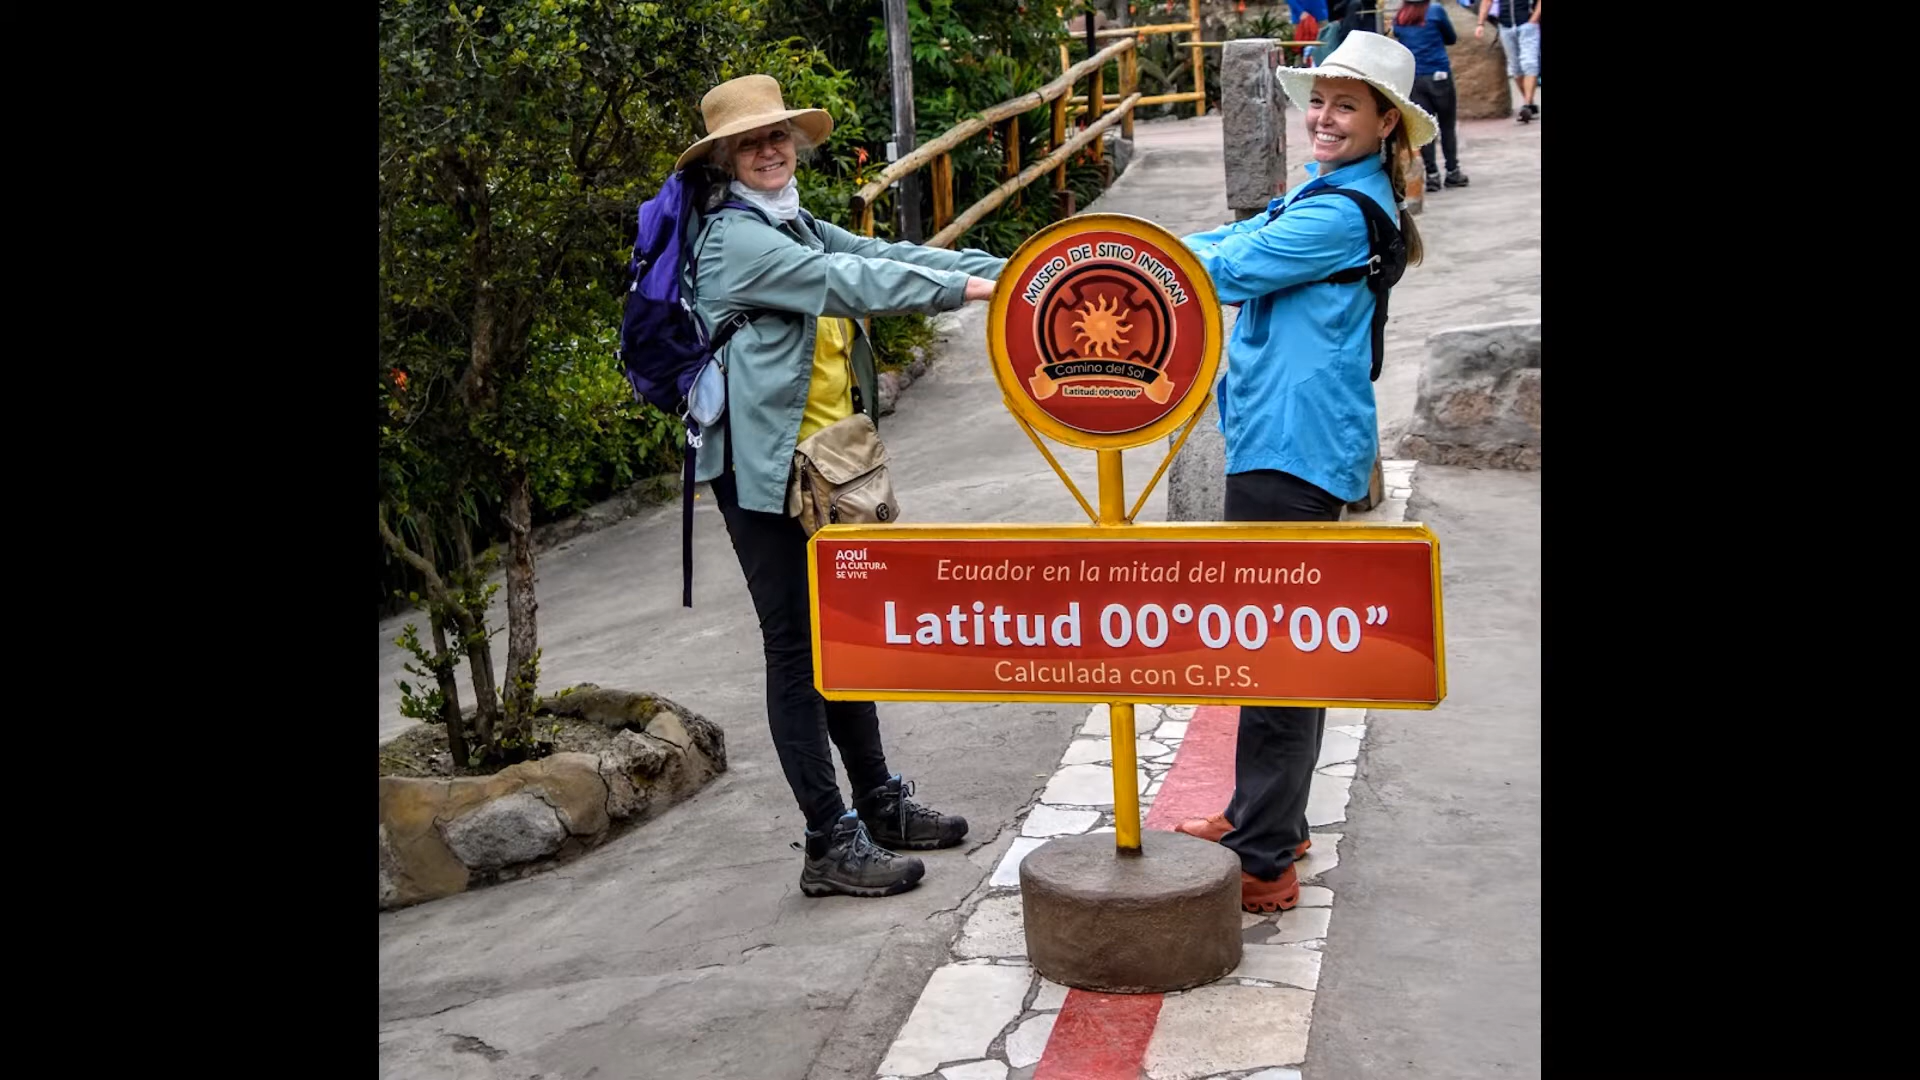 MUSEO DE SITIO INTIÑAN
Camino del Sol
Latitud: 00°00'00"
AQUÍ
LA CULTURA
SE VIVE
Ecuador en la mitad del mundo
Latitud 00°00’00”
Calculada con G.P.S.